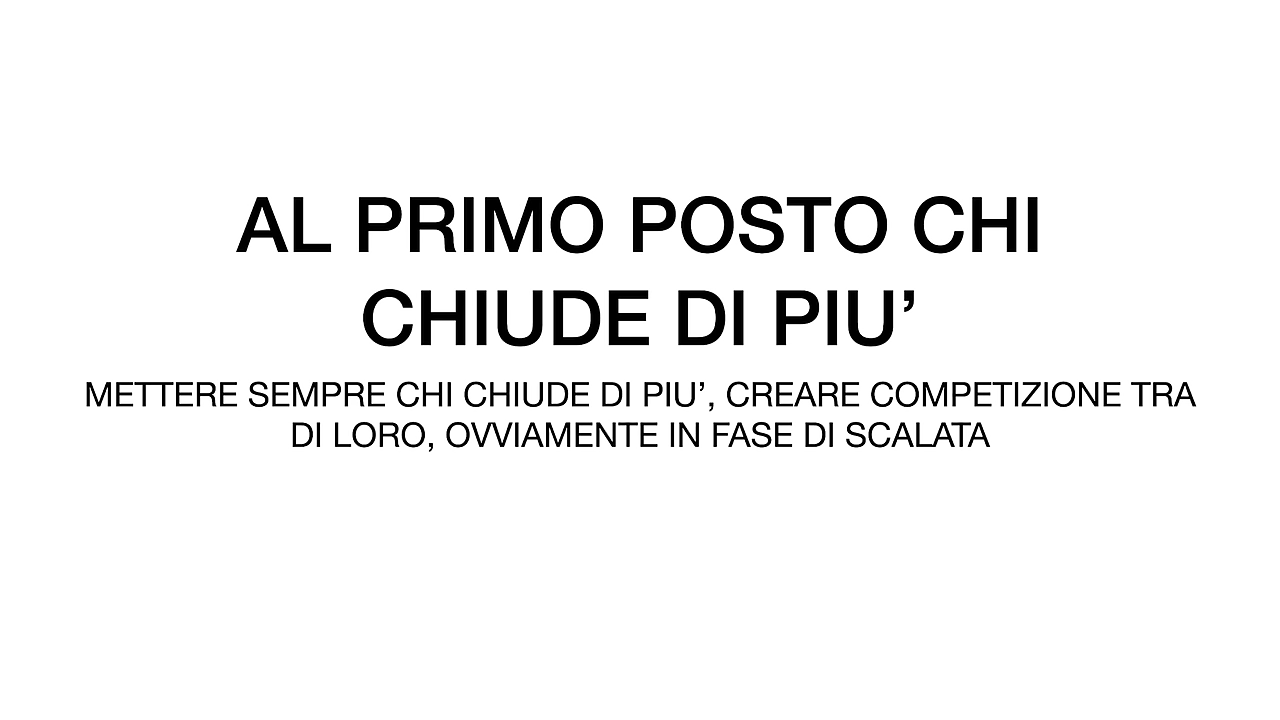 AL PRIMO POSTO CHI
CHIUDE DI PIU’
METTERE SEMPRE CHI CHIUDE DI PIU’, CREARE COMPETIZIONE TRA
DI LORO, OVVIAMENTE IN FASE DI SCALATA